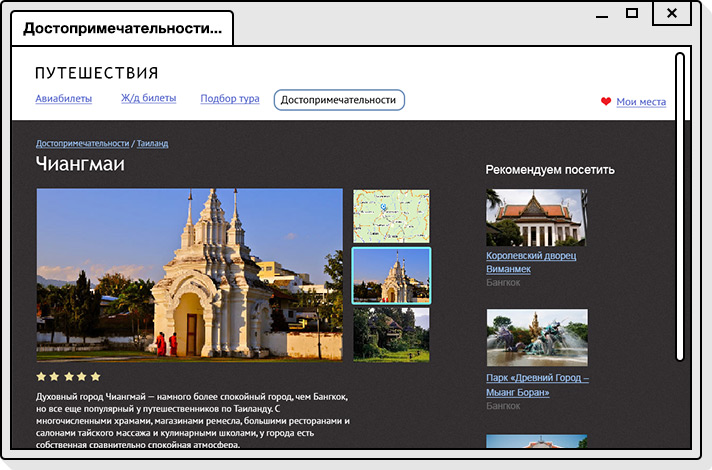 Достопримечательности...
ПУТЕШЕСТВИЯ
Авиабилеты Ж/д билеты Подбор тура Достопримечательности Мои места
Достопримечательности / Таиланд
Чиангмаи
Рекомендуем посетить
Королевский дворец
Виманмек
Бангкок
Парк «Древний Город –
Мыанг Боран»
Бангкок
Духовный город Чиангмай — намного более спокойный город, чем Бангкок,
но все еще популярный у путешественников по Таиланду. С
многочисленными храмами, магазинами ремесла, большими ресторанами и
салонами тайского массажа и кулинарными школами, у города есть
собственная сравнительно спокойная атмосфера.